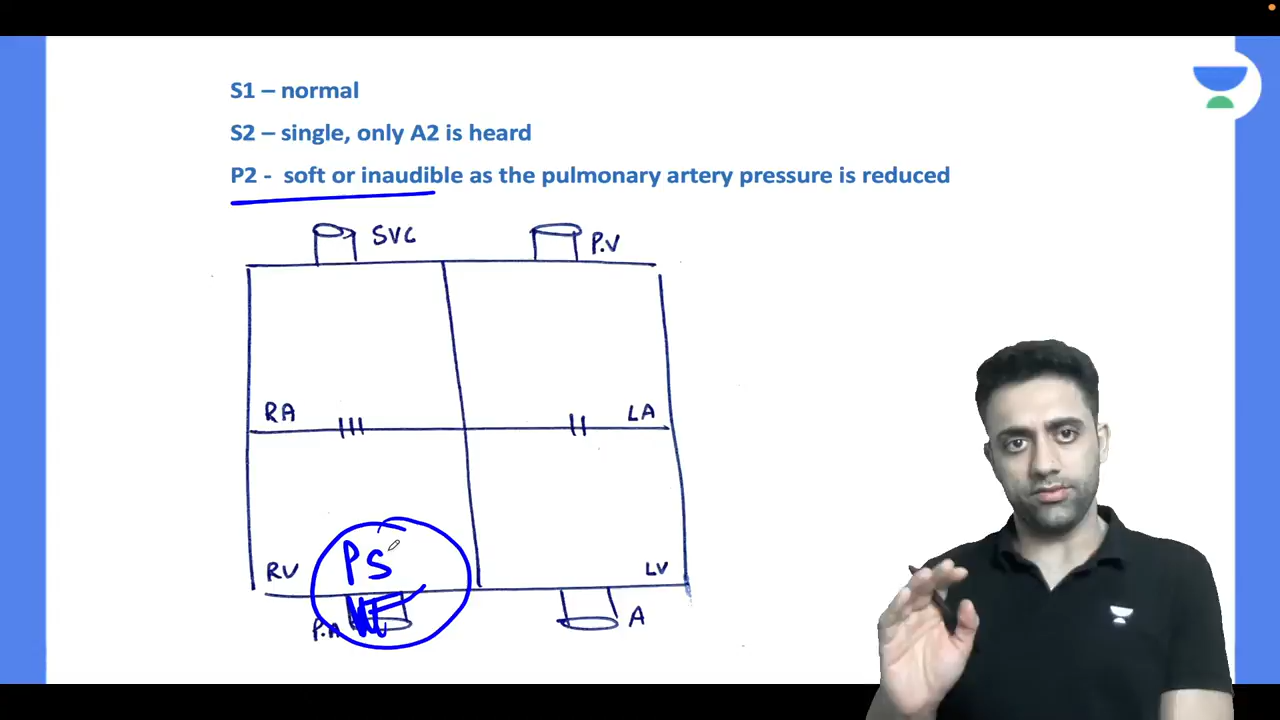 S1 – normal
S2 – single, only A2 is heard
P2 - soft or inaudible as the pulmonary artery pressure is reduced
SVC
P.V
RA
LA
PS
RV
LV
P.A
A